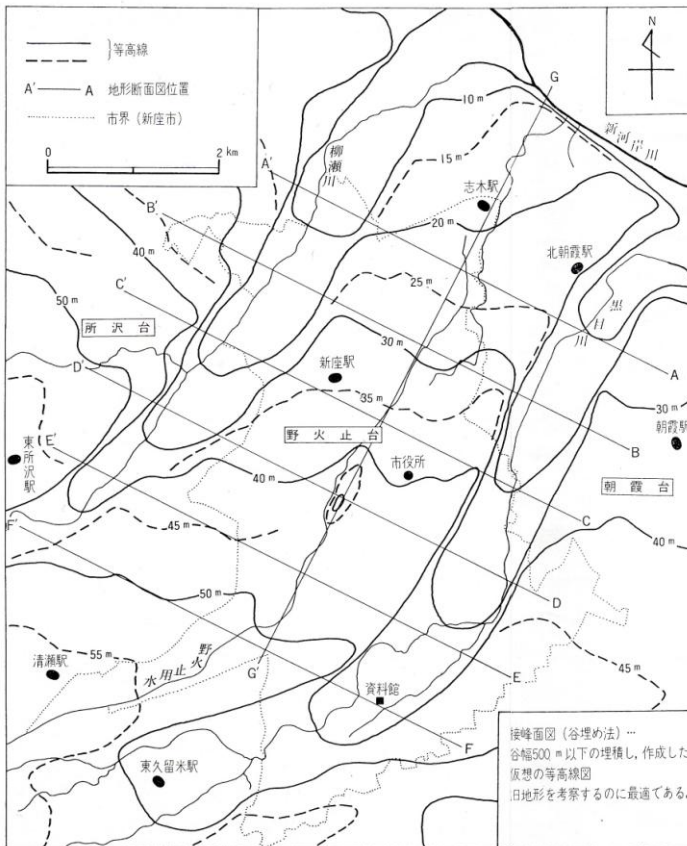 等高線
A' A 地形断面図位置
市界（新座市）
0 2 km
N
G
10 m
新河岸川
柳瀬川
15 m
A'
志木駅
B'
20 m
40 m
北朝霞駅
25 m
50 m
C'
黒目川
所沢台
30 m
D'
新座駅
A
35 m
30 m
朝霞駅
野火止台
B
E'
市役所
東所沢駅
40 m
朝霞台
C
F'
45 m
40 m
D
50 m
E
55 m
45 m
清瀬駅
野火止用水
G'
資料館
F
東久留米駅
接峰面図（谷埋め法）…
谷幅500 m以下の埋積し，作成した
仮想の等高線図
旧地形を考察するのに最適である。